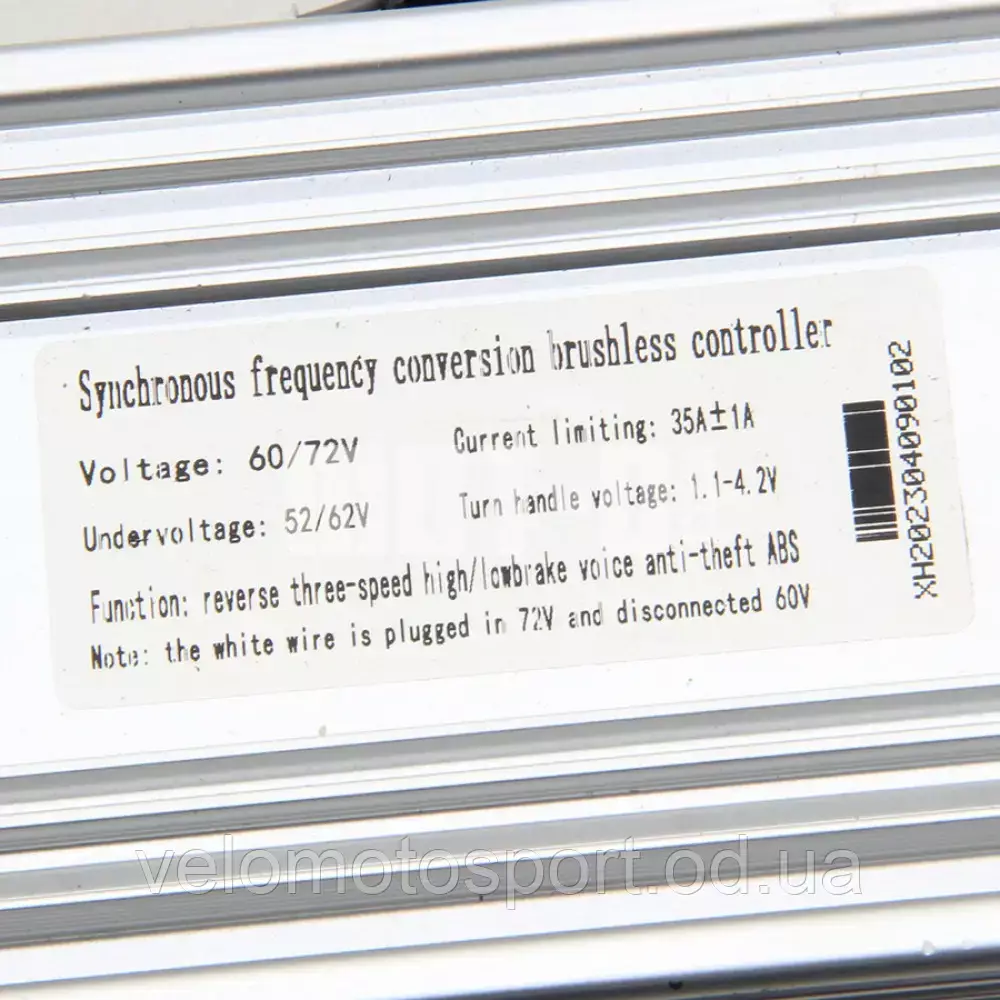 Synchronous frequency conversion brushless controller
Voltage: 60/72V
Current limiting: 35A±1A
Undervoltage: 52/62V
Turn handle voltage: 1.1-4.2V
Function: reverse three-speed high/lowbrake voice anti-theft ABS
Note: the white wire is plugged in 72V and disconnected 60V
XH202304090102
velomotosport.od.ua